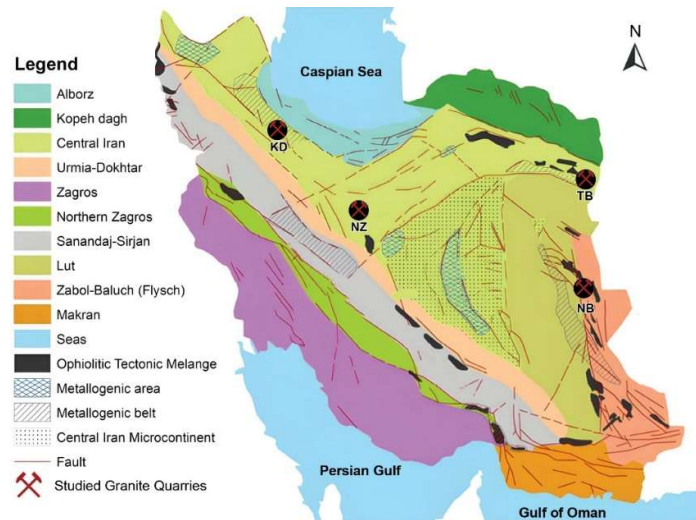 Legend
Alborz
Kopeh dagh
Central Iran
Urmia-Dokhtar
Zagros
Northern Zagros
Sanandaj-Sirjan
Lut
Zabol-Baluch (Flysch)
Makran
Seas
Ophiolitic Tectonic Melange
Metallogenic area
Metallogenic belt
Central Iran Microcontinent
Fault
Studied Granite Quarries
Caspian Sea
N
KD
TB
NZ
NB
Persian Gulf
Gulf of Oman